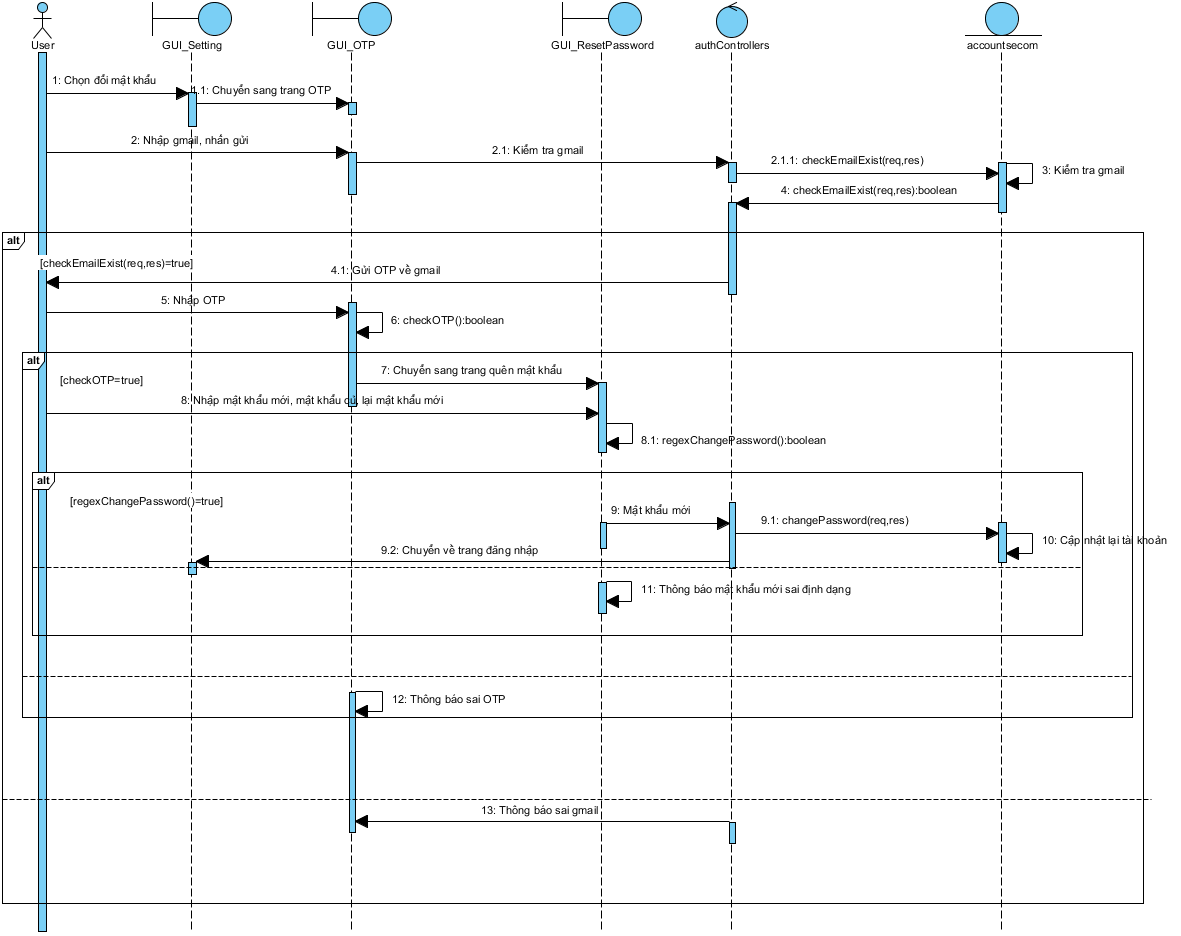 User
GUI_Setting
GUI_OTP
GUI_ResetPassword
authControllers
accountsecom
1: Chọn đổi mật khẩu
1.1: Chuyển sang trang OTP
2: Nhập gmail, nhấn gửi
2.1: Kiểm tra gmail
2.1.1: checkEmailExist(req,res)
3: Kiểm tra gmail
4: checkEmailExist(req,res):boolean
alt
[checkEmailExist(req,res)=true]
4.1: Gửi OTP về gmail
5: Nhập OTP
6: checkOTP():boolean
alt
[checkOTP=true]
7: Chuyển sang trang quên mật khẩu
8: Nhập mật khẩu mới, mật khẩu củ, lại mật khẩu mới
8.1: regexChangePassword():boolean
alt
[regexChangePassword()=true]
9: Mật khẩu mới
9.1: changePassword(req,res)
10: Cập nhật lại tài khoản
9.2: Chuyển về trang đăng nhập
11: Thông báo mật khẩu mới sai định dạng
12: Thông báo sai OTP
13: Thông báo sai gmail